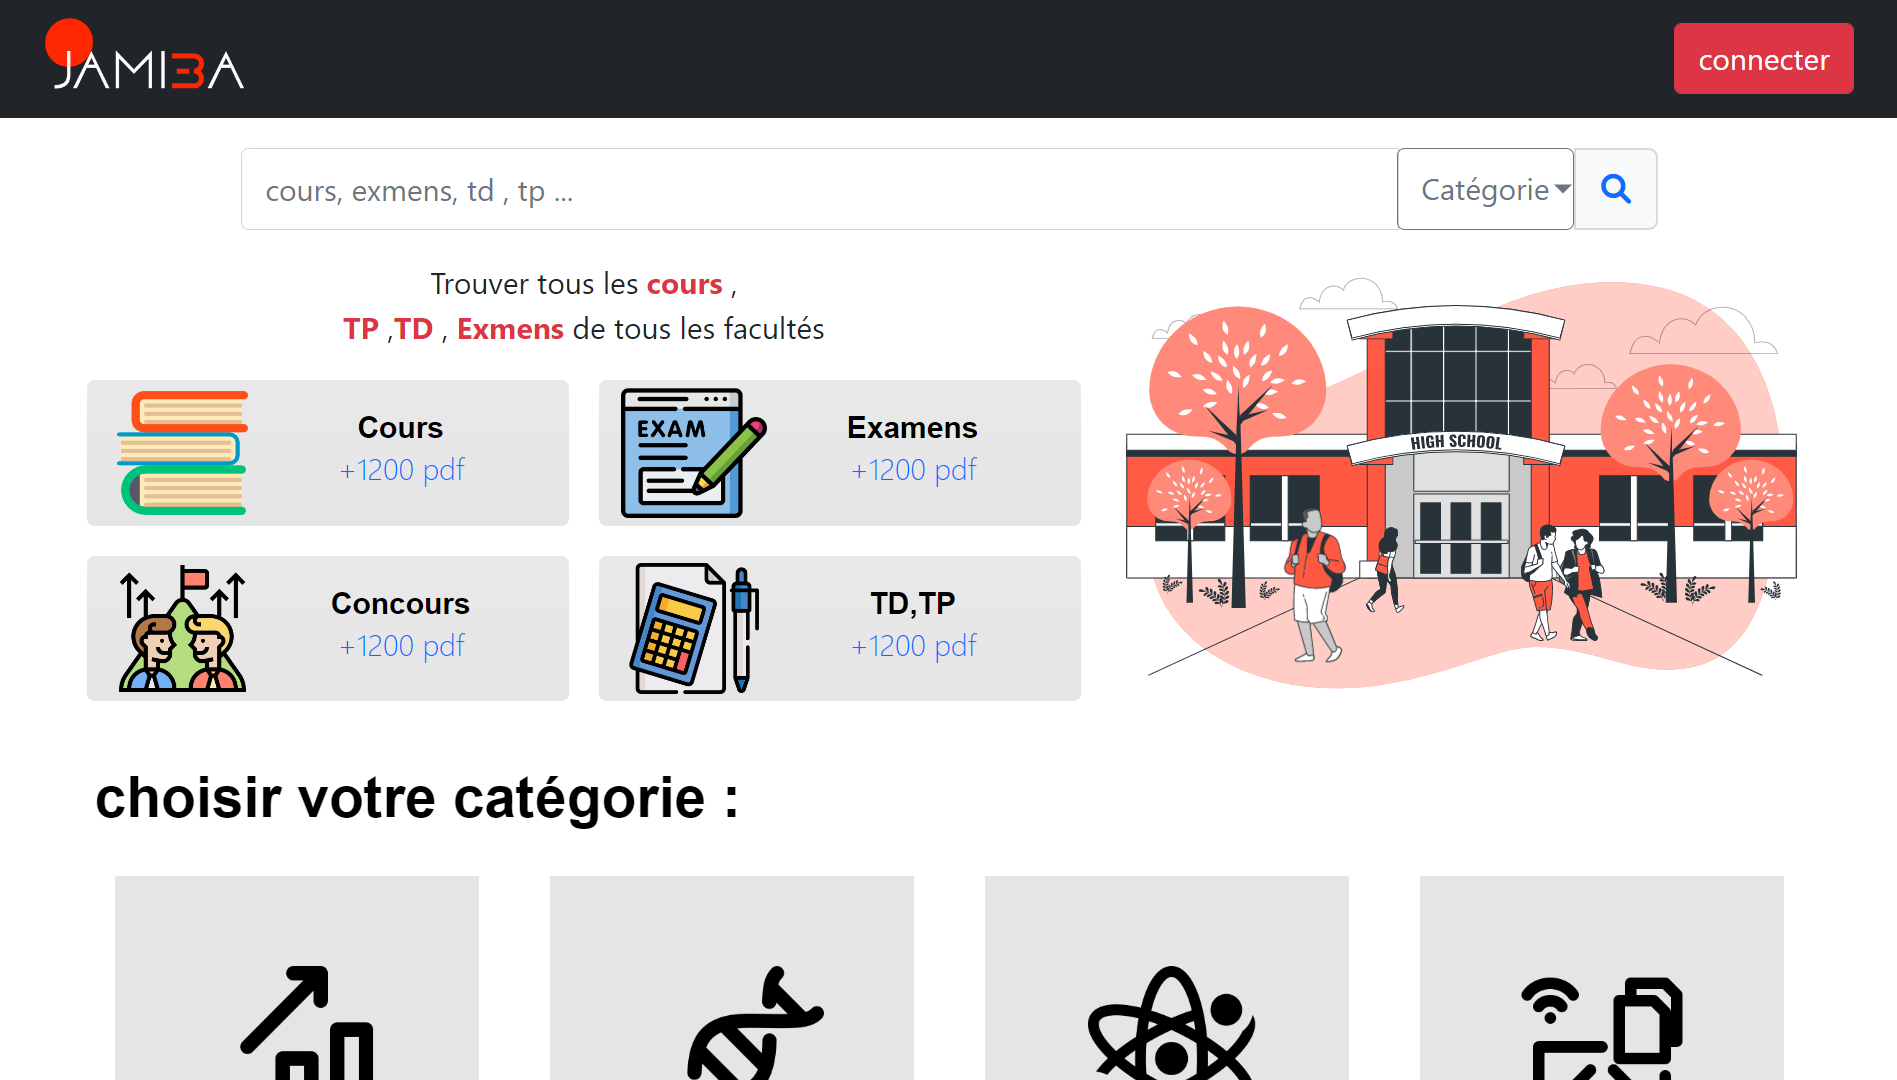 JAMI3A
connecter
cours, exmens, td , tp ...
Catégorie
Trouver tous les cours ,
TP ,TD , Exmens de tous les facultés
Cours
+1200 pdf
EXAM
Examens
+1200 pdf
HIGH SCHOOL
Concours
+1200 pdf
TD,TP
+1200 pdf
choisir votre catégorie :